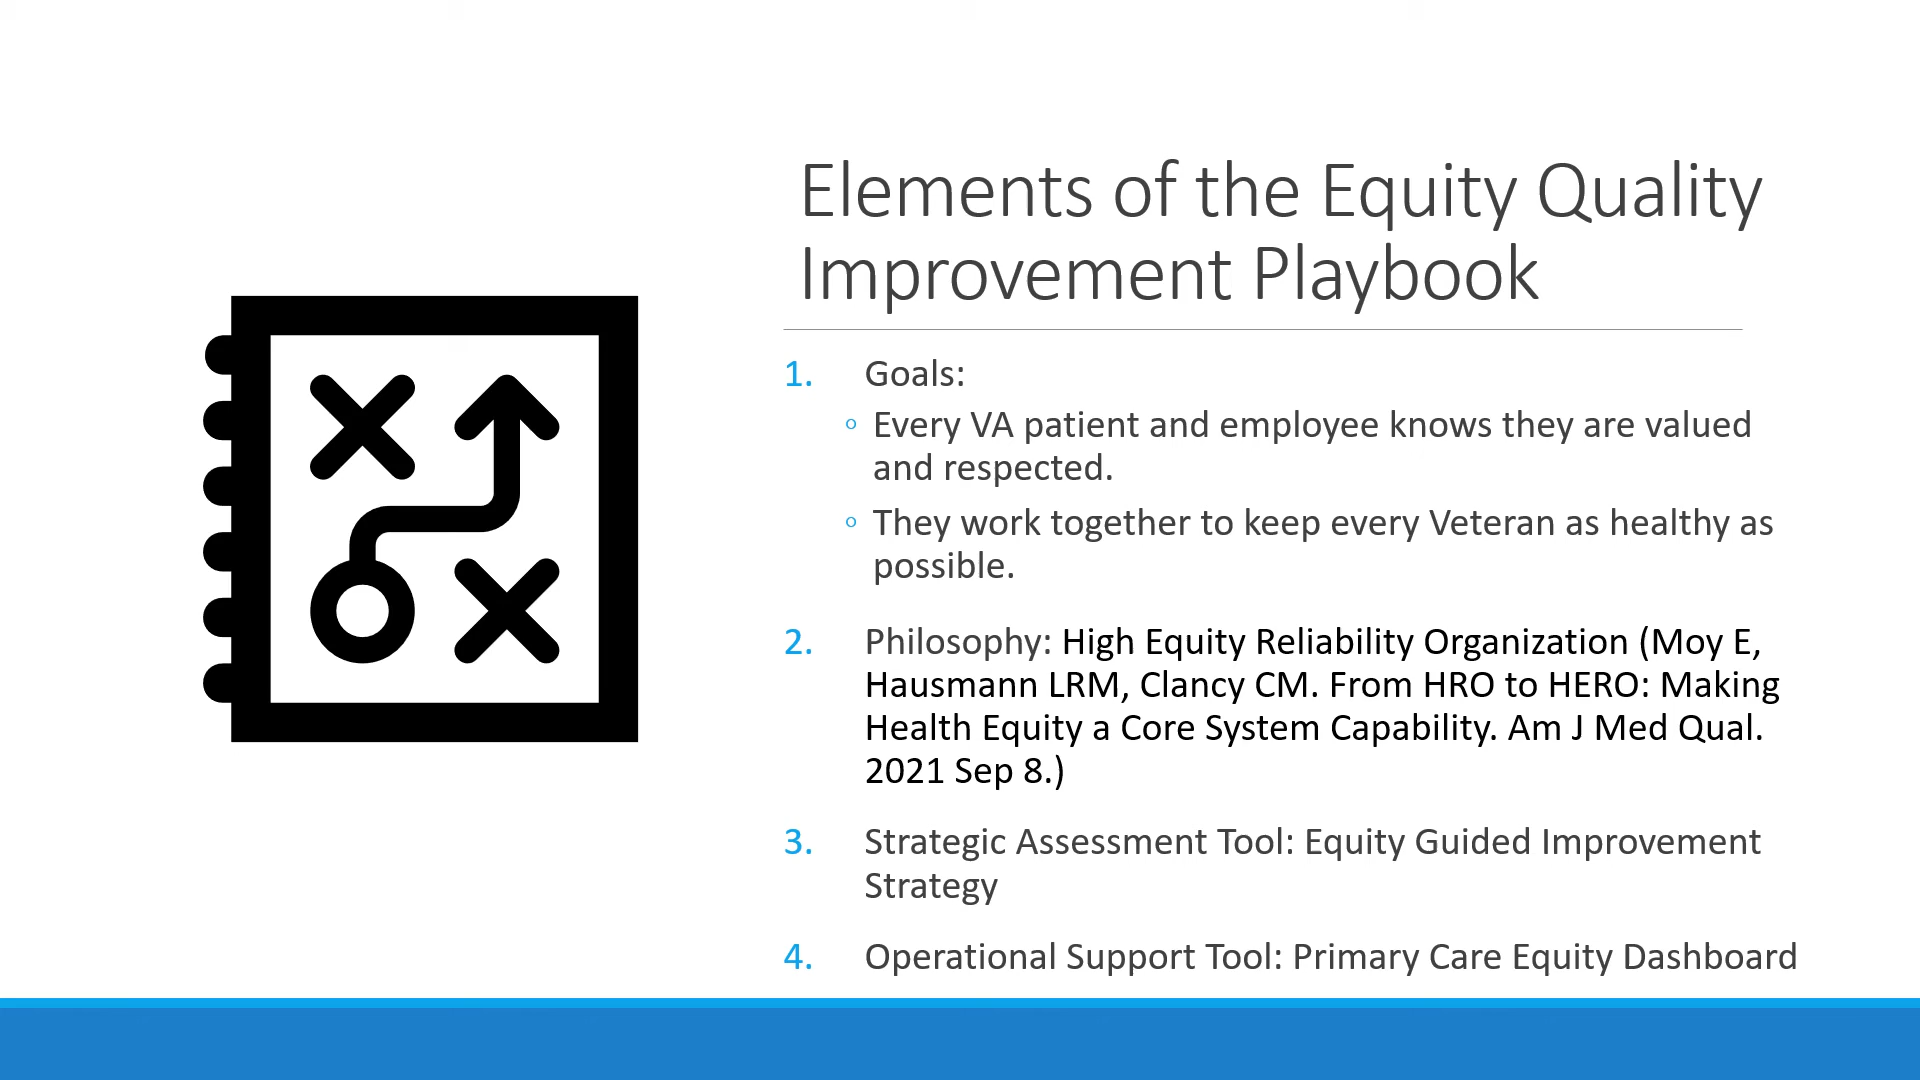 Elements of the Equity Quality
Improvement Playbook
1. Goals:
◦ Every VA patient and employee knows they are valued
and respected.
◦ They work together to keep every Veteran as healthy as
possible.
2. Philosophy: High Equity Reliability Organization (Moy E,
Hausmann LRM, Clancy CM. From HRO to HERO: Making
Health Equity a Core System Capability. Am J Med Qual.
2021 Sep 8.)
3. Strategic Assessment Tool: Equity Guided Improvement
Strategy
4. Operational Support Tool: Primary Care Equity Dashboard